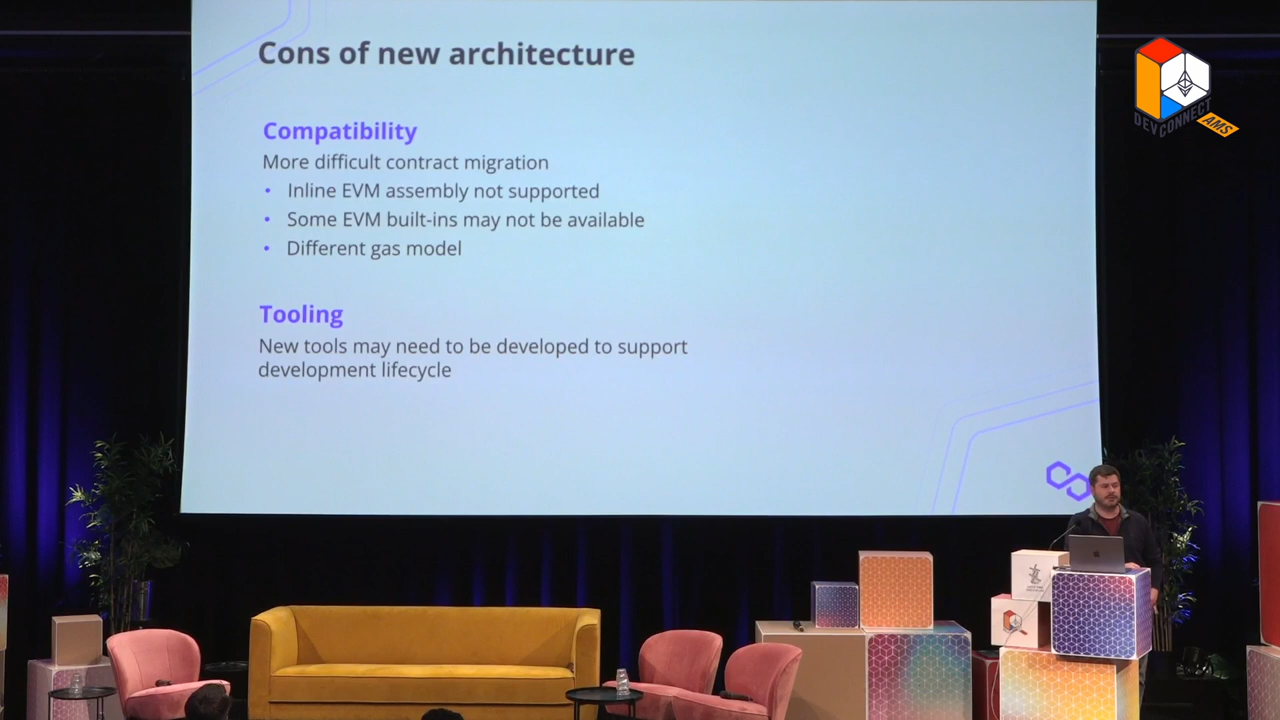 Cons of new architecture
Compatibility
More difficult contract migration
• Inline EVM assembly not supported
• Some EVM built-ins may not be available
• Different gas model
Tooling
New tools may need to be developed to support
development lifecycle
DEVCONNECT
AMS